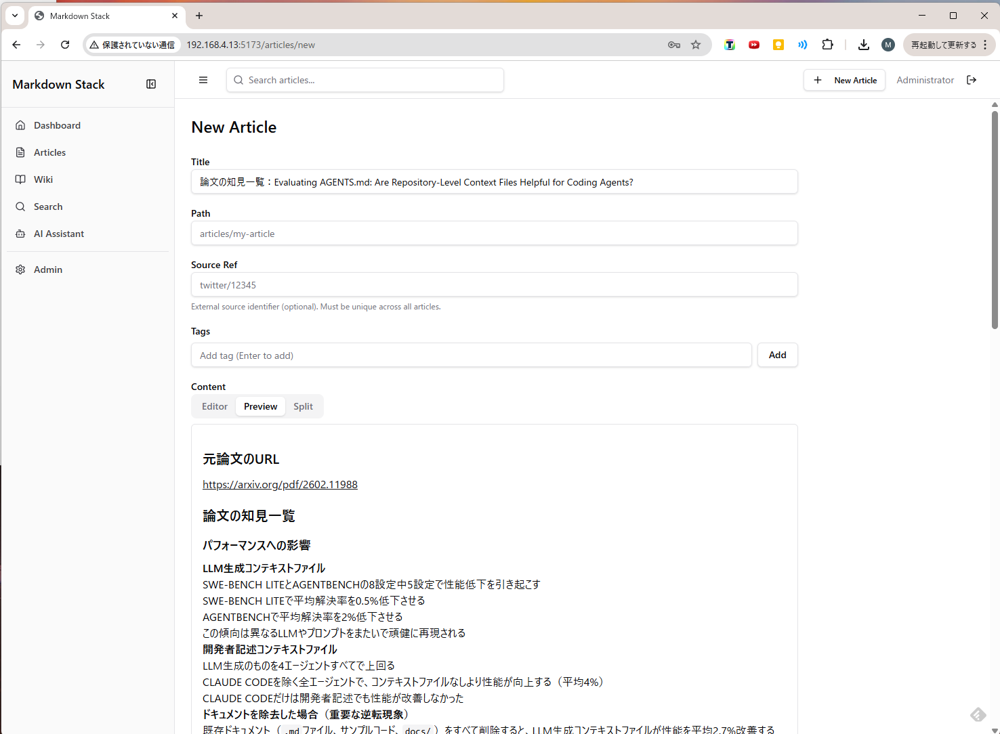 Markdown Stack
保護されていない通信
192.168.4.13:5173/articles/new
M
再起動して更新する
Markdown Stack
Search articles...
New Article
Administrator
Dashboard
Articles
Wiki
Search
AI Assistant
Admin
New Article
Title
論文の知見一覧：Evaluating AGENTS.md: Are Repository-Level Context Files Helpful for Coding Agents?
Path
articles/my-article
Source Ref
twitter/12345
External source identifier (optional). Must be unique across all articles.
Tags
Add tag (Enter to add)
Add
Content
Editor
Preview
Split
元論文のURL
https://arxiv.org/pdf/2602.11988
論文の知見一覧
パフォーマンスへの影響
LLM生成コンテキストファイル
SWE-BENCH LITEとAGENTBENCHの8設定中5設定で性能低下を引き起こす
SWE-BENCH LITEで平均解決率を0.5%低下させる
AGENTBENCHで平均解決率を2%低下させる
この傾向は異なるLLMやプロンプトをまたいで頑健に再現される
開発者記述コンテキストファイル
LLM生成のものを4エージェントすべてで上回る
CLAUDE CODEを除く全エージェントで、コンテキストファイルなしより性能が向上する（平均4%）
CLAUDE CODEだけは開発者記述でも性能が改善しなかった
ドキュメントを除去した場合（重要な逆転現象）
既存ドキュメント（.mdファイル、サンプルコード、docs/）をすべて削除すると、LLM生成コンテキストファイルが性能を平均2.7%改善する